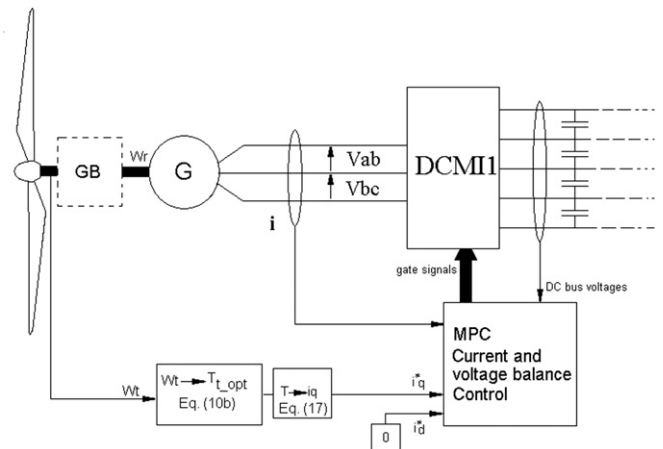 GB
Wr
G
i
Vab
Vbc
DCMI1
gate signals
DC bus voltages
MPC
Current and
voltage balance
Control
Wt
Wt → Tt_opt
Eq. (10b)
T → iq
Eq. (17)
i*q
i*d
0